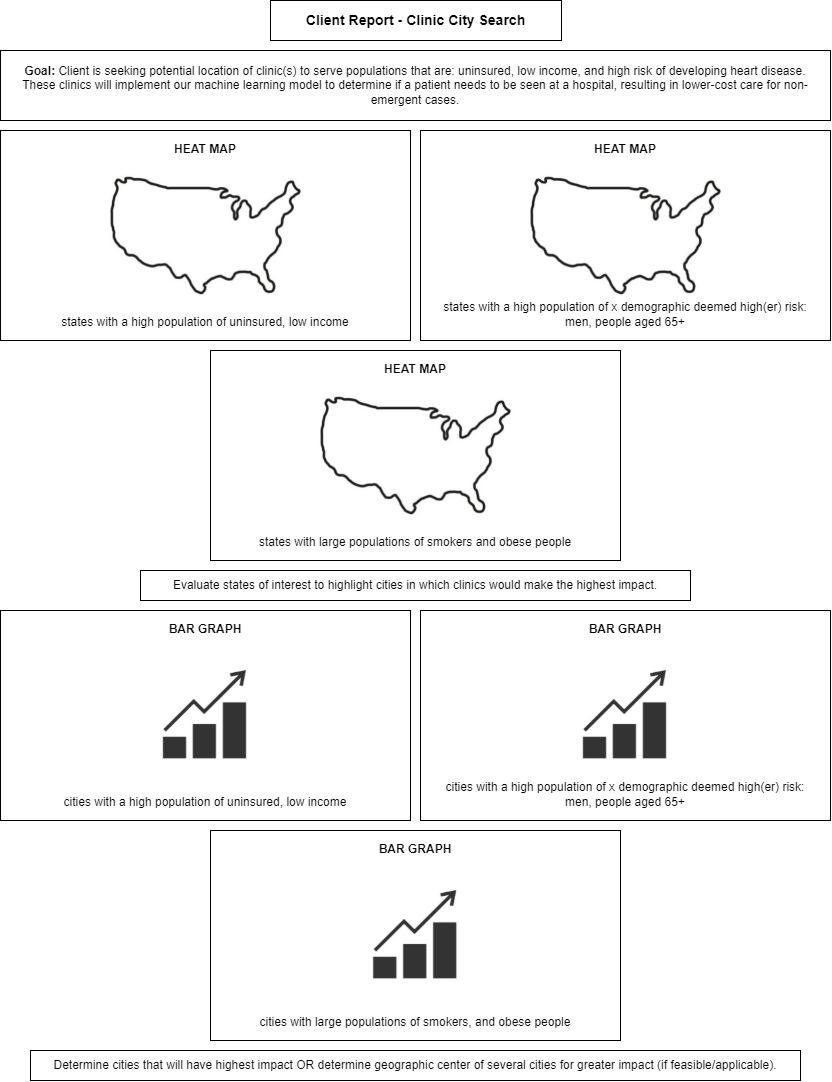 Client Report - Clinic City Search
Goal: Client is seeking potential location of clinic(s) to serve populations that are: uninsured, low income, and high risk of developing heart disease.
These clinics will implement our machine learning model to determine if a patient needs to be seen at a hospital, resulting in lower-cost care for non-
emergent cases.
HEAT MAP
states with a high population of uninsured, low income
HEAT MAP
states with a high population of x demographic deemed high(er) risk:
men, people aged 65+
HEAT MAP
states with large populations of smokers and obese people
Evaluate states of interest to highlight cities in which clinics would make the highest impact.
BAR GRAPH
cities with a high population of uninsured, low income
BAR GRAPH
cities with a high population of x demographic deemed high(er) risk:
men, people aged 65+
BAR GRAPH
cities with large populations of smokers, and obese people
Determine cities that will have highest impact OR determine geographic center of several cities for greater impact (if feasible/applicable).